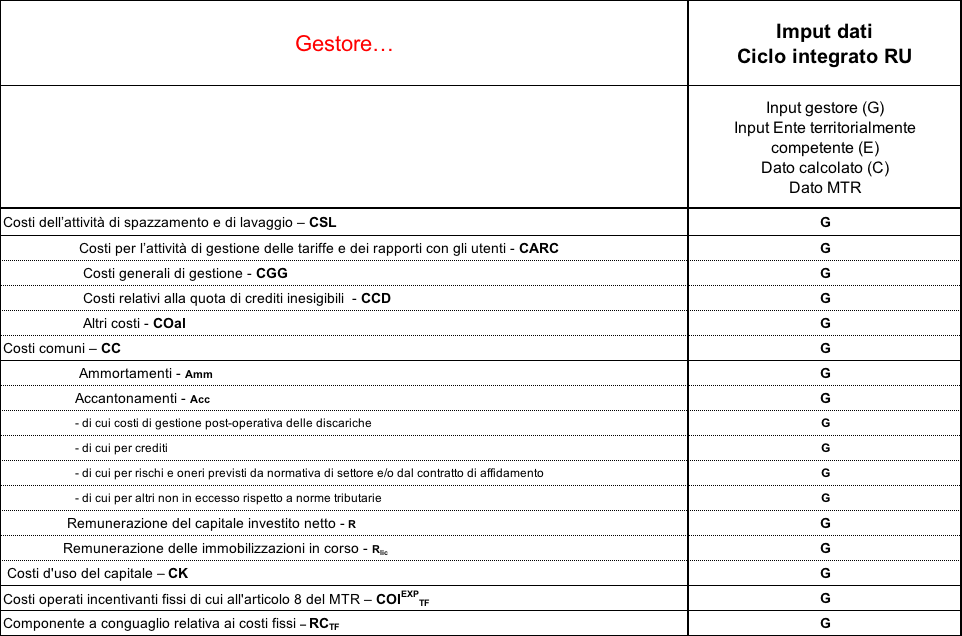 Gestore…
Imput dati
Ciclo integrato RU
Input gestore (G)
Input Ente territorialmente
competente (E)
Dato calcolato (C)
Dato MTR
Costi dell'attività di spazzamento e di lavaggio – CSL G
Costi per l'attività di gestione delle tariffe e dei rapporti con gli utenti - CARC G
Costi generali di gestione - CGG G
Costi relativi alla quota di crediti inesigibili - CCD G
Altri costi - COal G
Costi comuni – CC G
Ammortamenti - Amm G
Accantonamenti - Acc G
- di cui costi di gestione post-operativa delle discariche G
- di cui per crediti G
- di cui per rischi e oneri previsti da normativa di settore e/o dal contratto di affidamento G
- di cui per altri non in eccesso rispetto a norme tributarie G
Remunerazione del capitale investito netto - R G
Remunerazione delle immobilizzazioni in corso - Rlic G
Costi d'uso del capitale – CK G
Costi operati incentivanti fissi di cui all'articolo 8 del MTR – COIEXPTF G
Componente a conguaglio relativa ai costi fissi – RCTF G